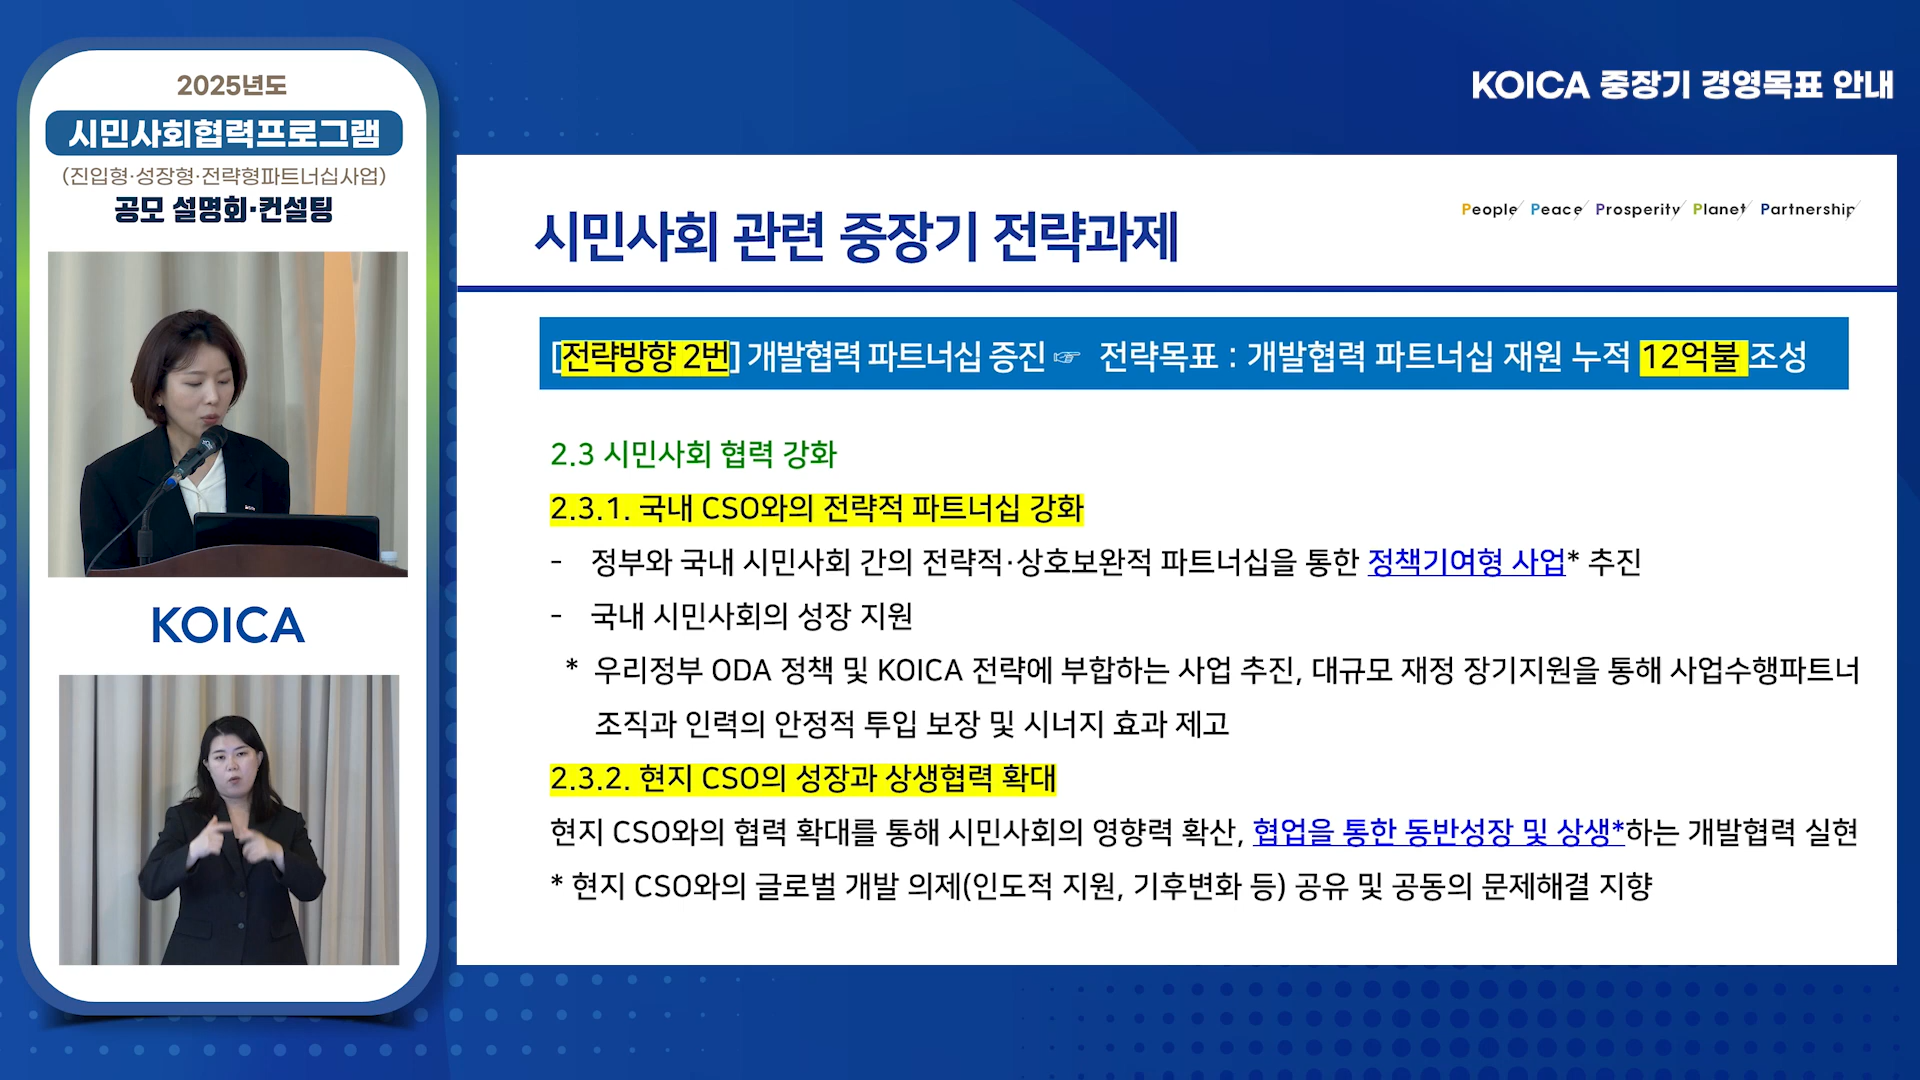 2025년도
시민사회협력프로그램
(진입형·성장형·전략형파트너십사업)
공모 설명회·컨설팅
KOICA
KOICA 중장기 경영목표 안내
People Peace Prosperity Planet Partnership
시민사회 관련 중장기 전략과제
[전략방향 2번] 개발협력 파트너십 증진 ☞ 전략목표 : 개발협력 파트너십 재원 누적 12억불 조성
2.3 시민사회 협력 강화
2.3.1. 국내 CSO와의 전략적 파트너십 강화
- 정부와 국내 시민사회 간의 전략적·상호보완적 파트너십을 통한 정책기여형 사업* 추진
- 국내 시민사회의 성장 지원
* 우리정부 ODA 정책 및 KOICA 전략에 부합하는 사업 추진, 대규모 재정 장기지원을 통해 사업수행파트너
조직과 인력의 안정적 투입 보장 및 시너지 효과 제고
2.3.2. 현지 CSO의 성장과 상생협력 확대
현지 CSO와의 협력 확대를 통해 시민사회의 영향력 확산, 협업을 통한 동반성장 및 상생*하는 개발협력 실현
* 현지 CSO와의 글로벌 개발 의제(인도적 지원, 기후변화 등) 공유 및 공동의 문제해결 지향